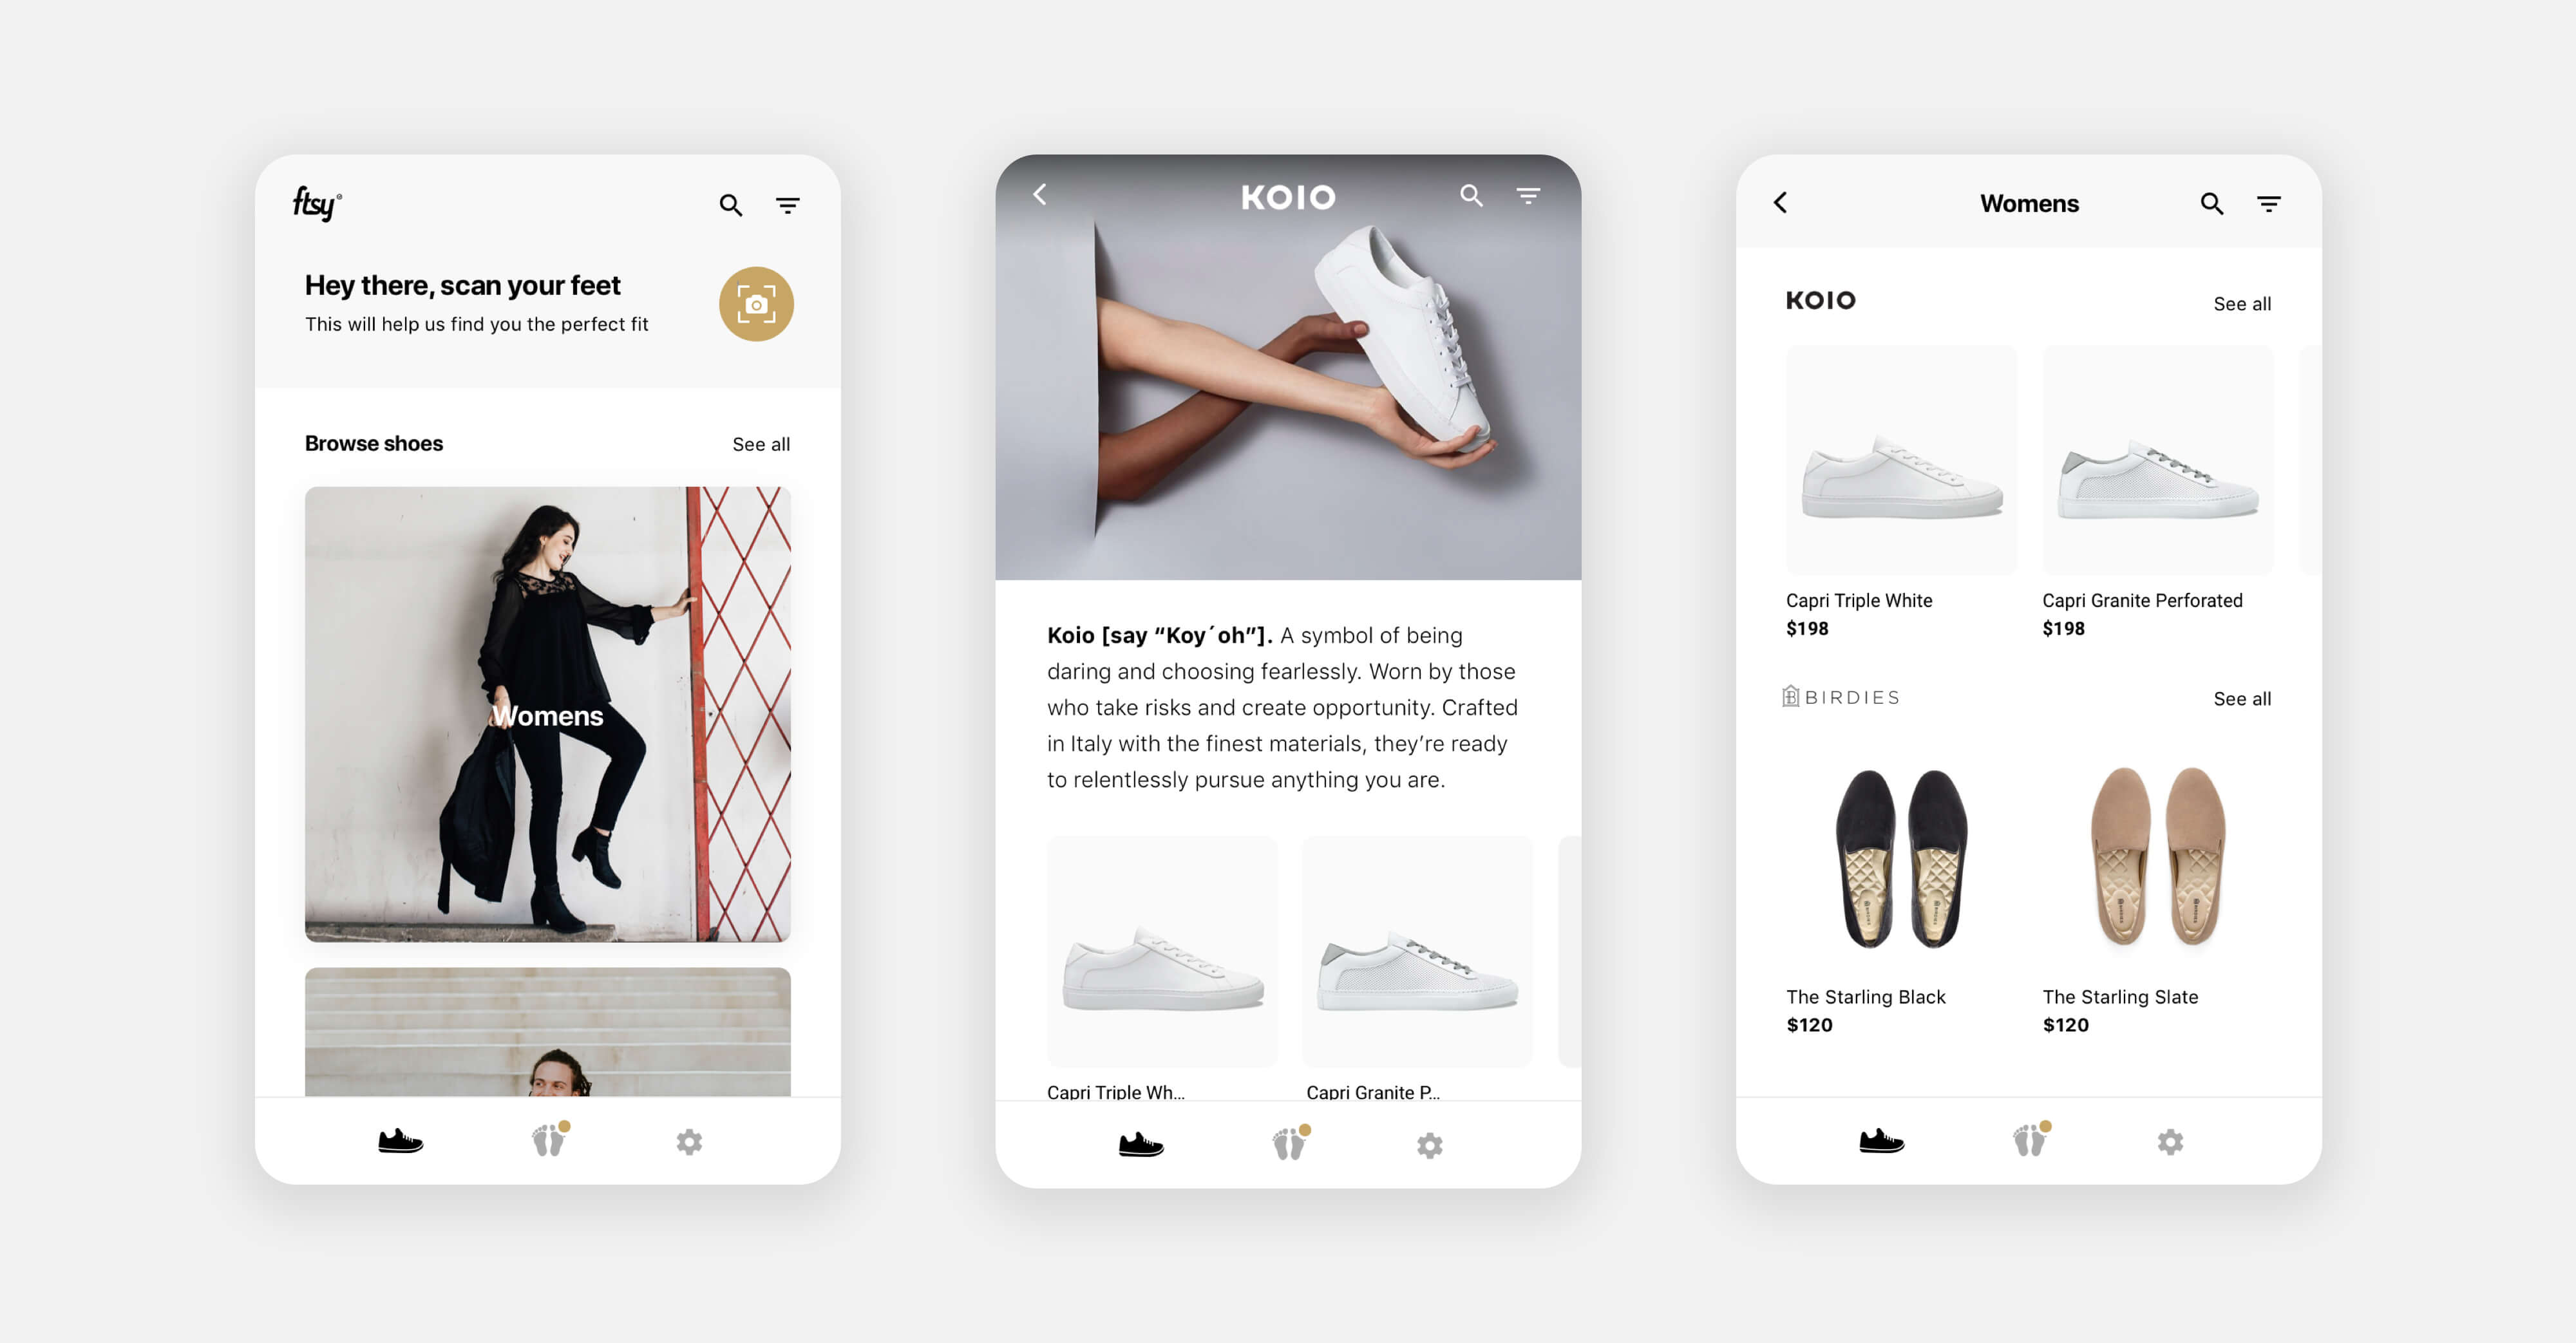 ftsy
Hey there, scan your feet
This will help us find you the perfect fit
Browse shoes
See all
Womens
KOIO
Koio [say “Koy´oh”]. A symbol of being
daring and choosing fearlessly. Worn by those
who take risks and create opportunity. Crafted
in Italy with the finest materials, they’re ready
to relentlessly pursue anything you are.
Capri Triple Wh...
Capri Granite P...
Womens
KOIO
See all
Capri Triple White
$198
Capri Granite Perforated
$198
BIRDIES
See all
The Starling Black
$120
The Starling Slate
$120